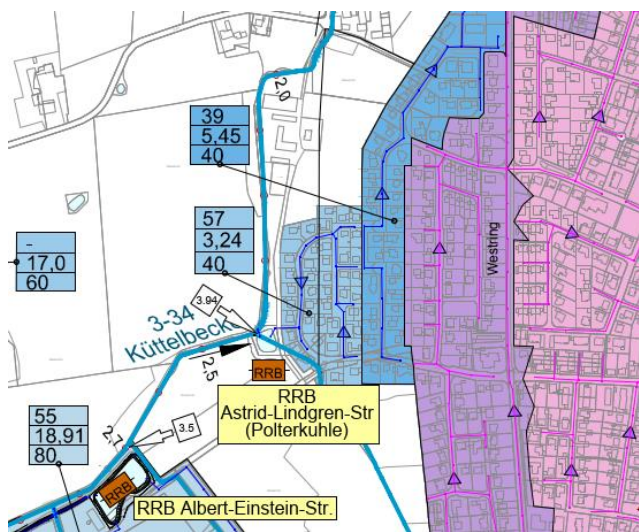 2,0
39
5,45
40
57
3,24
40
-
17,0
60
Westring
3.94
3-34
Küttelbecke
2,5
RRB
RRB
Astrid-Lindgren-Str
(Polterkuhle)
55
18,91
80
2,7
3.5
RRB
RRB Albert-Einstein-Str.